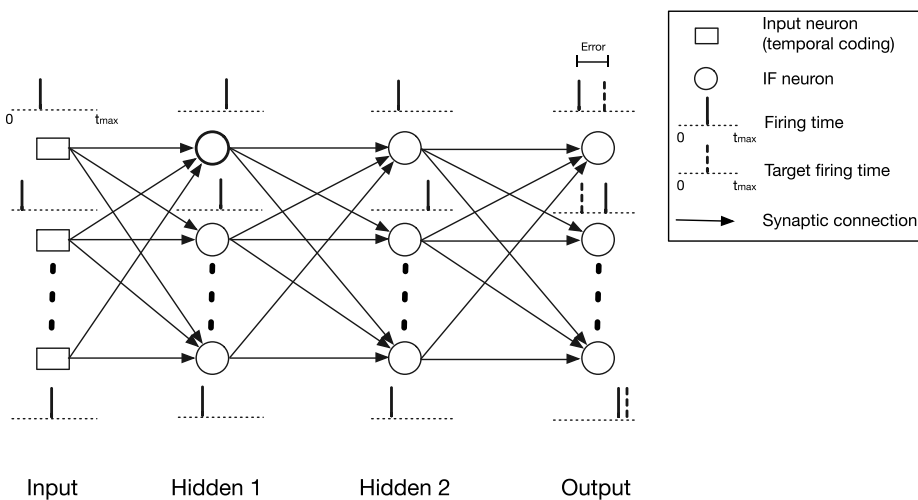 Error
0 tmax
Input neuron
(temporal coding)
IF neuron
Firing time
0 tmax
Target firing time
0 tmax
Synaptic connection
Input Hidden 1 Hidden 2 Output